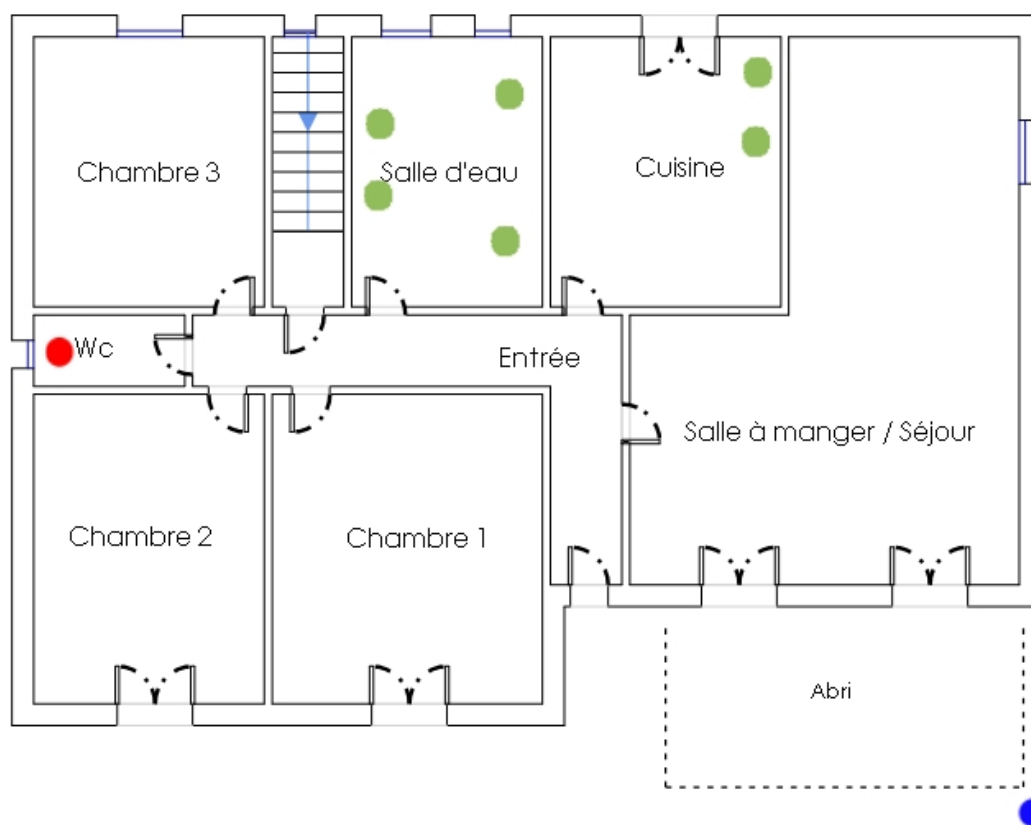 Chambre 3
Salle d'eau
Cuisine
Wc
Entrée
Salle à manger / Séjour
Chambre 2
Chambre 1
Abri